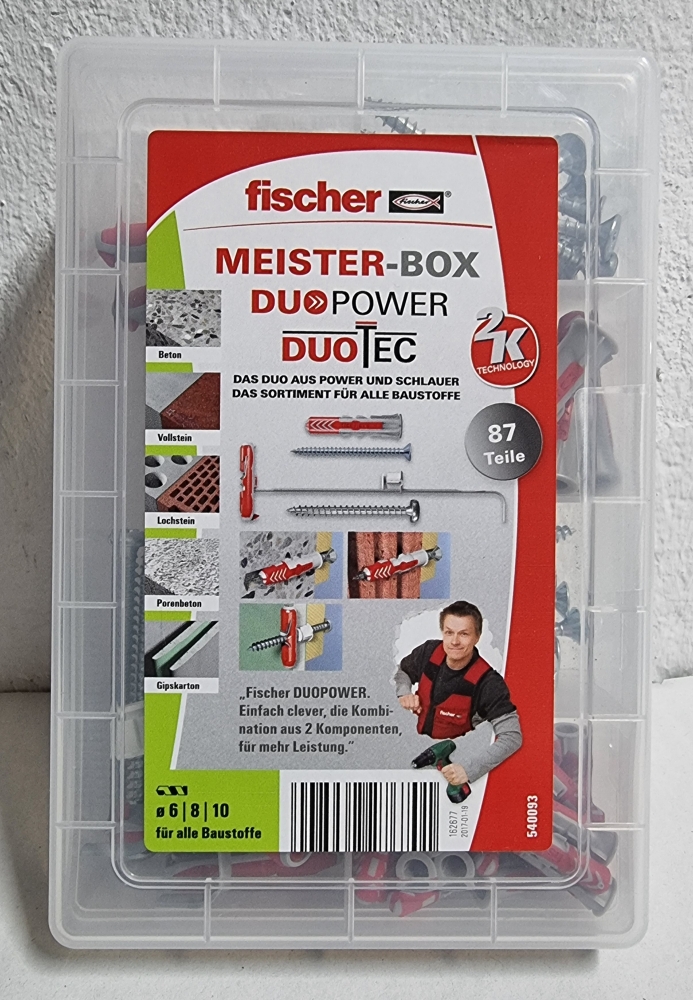 fischer fischer®
MEISTER-BOX
DUOPOWER
DUOTEC
2K
TECHNOLOGY
DAS DUO AUS POWER UND SCHLAUER
DAS SORTIMENT FÜR ALLE BAUSTOFFE
87
Teile
Beton
Vollstein
Lochstein
Porenbeton
Gipskarton
„Fischer DUOPOWER.
Einfach clever, die Kombi-
nation aus 2 Komponenten,
für mehr Leistung.“
fischer
ø 6 | 8 | 10
für alle Baustoffe
162677
2017-01-19
540093